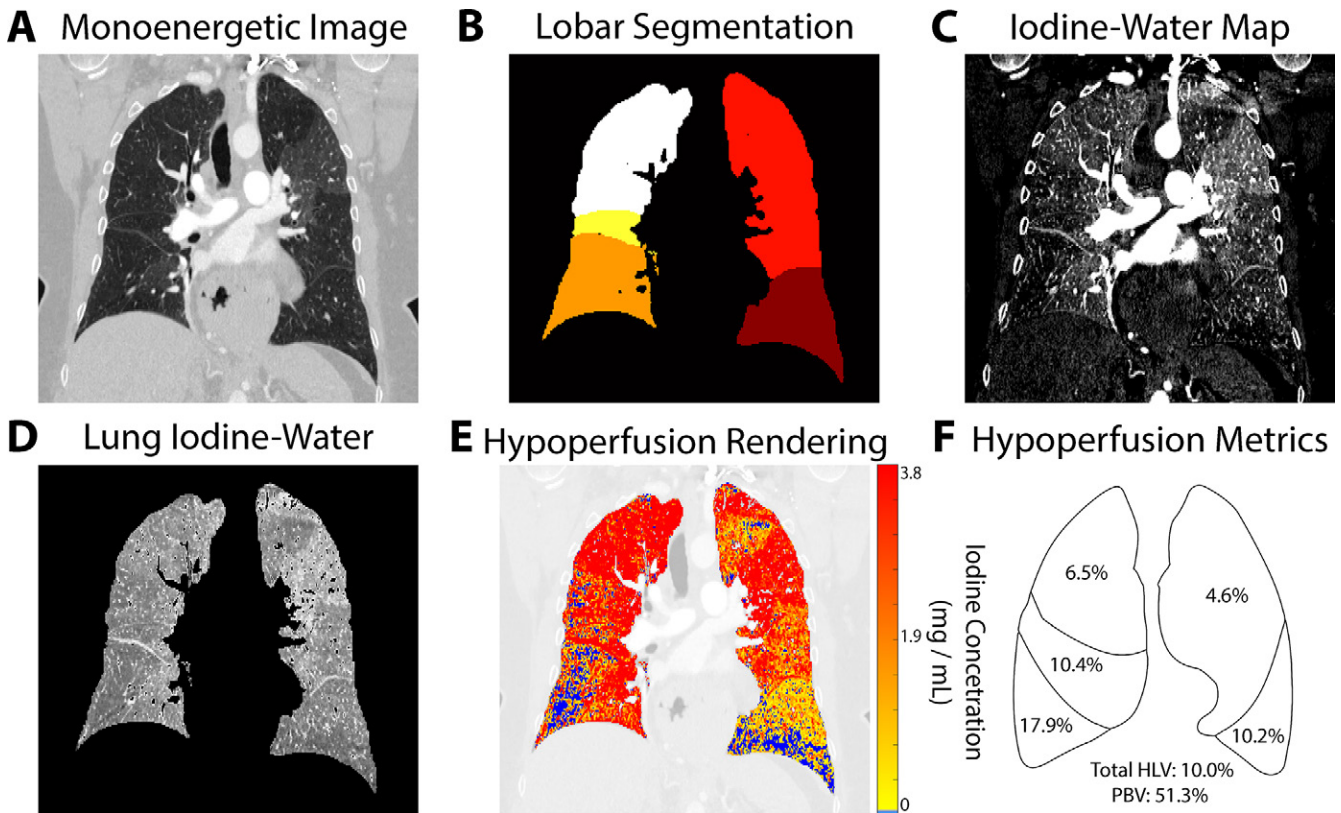 A Monoenergetic Image
B Lobar Segmentation
C Iodine-Water Map
D Lung Iodine-Water
E Hypoperfusion Rendering
3.8
1.9
0
Iodine Concetration
(mg / mL)
F Hypoperfusion Metrics
6.5%
4.6%
10.4%
17.9%
10.2%
Total HLV: 10.0%
PBV: 51.3%